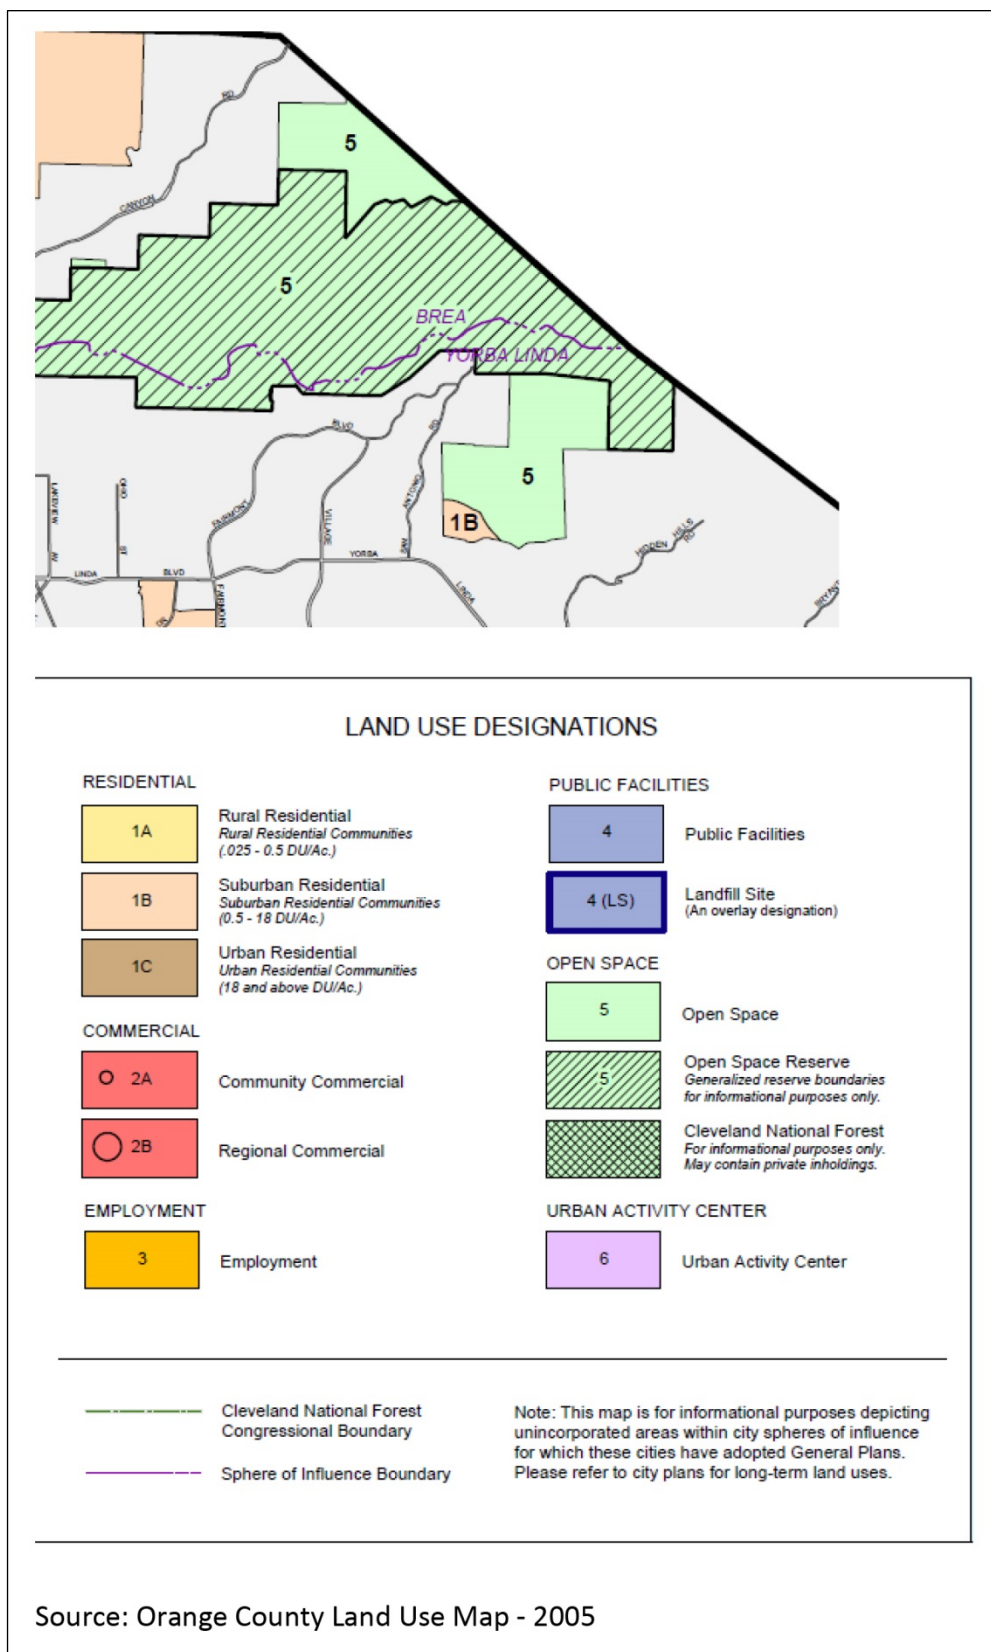 RD
5
CANYON
5
BREA
YORBA LINDA
BLVD
RD
ANTONIO
SAN
5
1B
LAKEVIEW
AV
OHIO
ST
FAIRMONT
VILLAGE
YORBA
HIDDEN HILLS
RD
LINDA
BLVD
LINDA
FAIRMONT
DR
BRYANT
LAND USE DESIGNATIONS
RESIDENTIAL
1A
Rural Residential
Rural Residential Communities
(.025 - 0.5 DU/Ac.)
1B
Suburban Residential
Suburban Residential Communities
(0.5 - 18 DU/Ac.)
1C
Urban Residential
Urban Residential Communities
(18 and above DU/Ac.)
COMMERCIAL
2A
Community Commercial
2B
Regional Commercial
EMPLOYMENT
3
Employment
PUBLIC FACILITIES
4
Public Facilities
4 (LS)
Landfill Site
(An overlay designation)
OPEN SPACE
5
Open Space
5
Open Space Reserve
Generalized reserve boundaries
for informational purposes only.
Cleveland National Forest
For informational purposes only.
May contain private inholdings.
URBAN ACTIVITY CENTER
6
Urban Activity Center
Cleveland National Forest
Congressional Boundary
Sphere of Influence Boundary
Note: This map is for informational purposes depicting
unincorporated areas within city spheres of influence
for which these cities have adopted General Plans.
Please refer to city plans for long-term land uses.
Source: Orange County Land Use Map - 2005